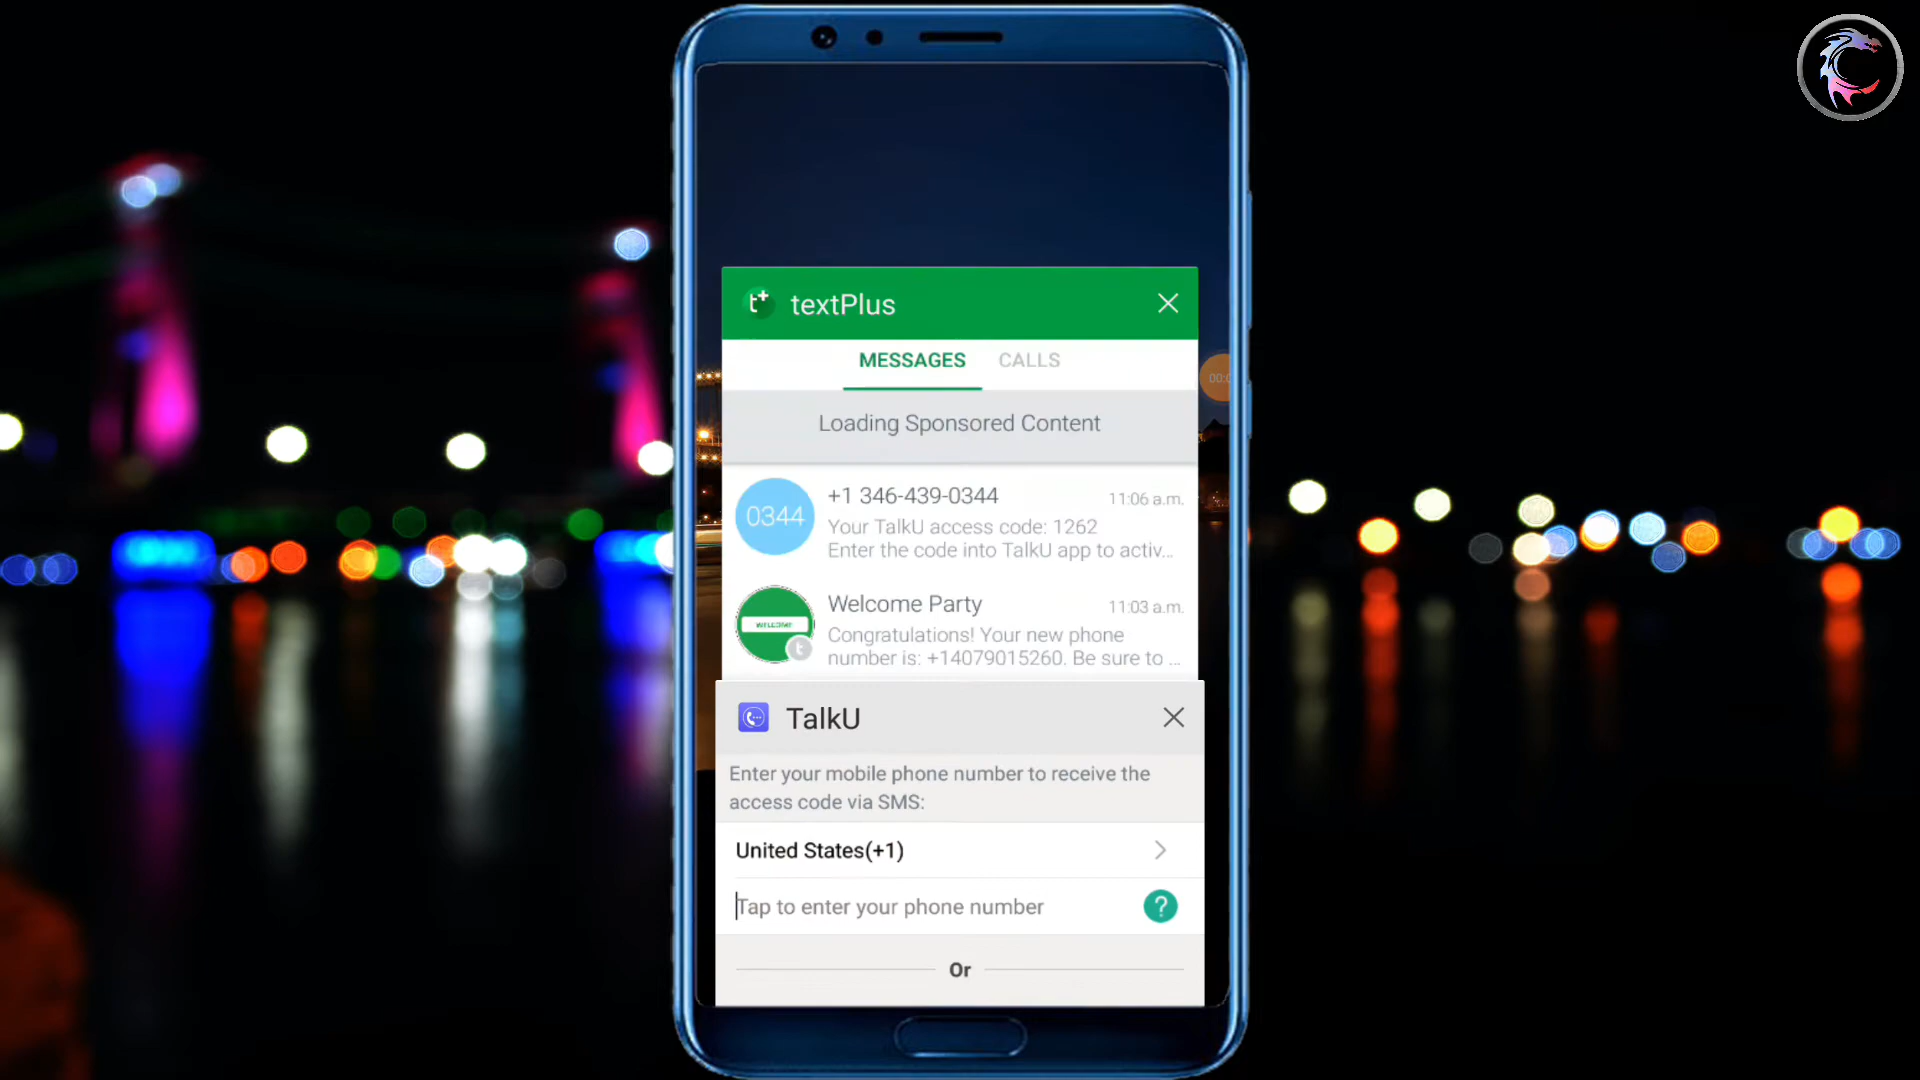 t+ textPlus
MESSAGES CALLS
Loading Sponsored Content
0344
+1 346-439-0344 11:06 a.m.
Your TalkU access code: 1262
Enter the code into TalkU app to activ...
WELCOME!
Welcome Party 11:03 a.m.
Congratulations! Your new phone
number is: +14079015260. Be sure to ...
t
TalkU
Enter your mobile phone number to receive the
access code via SMS:
United States(+1)
Tap to enter your phone number ?
Or